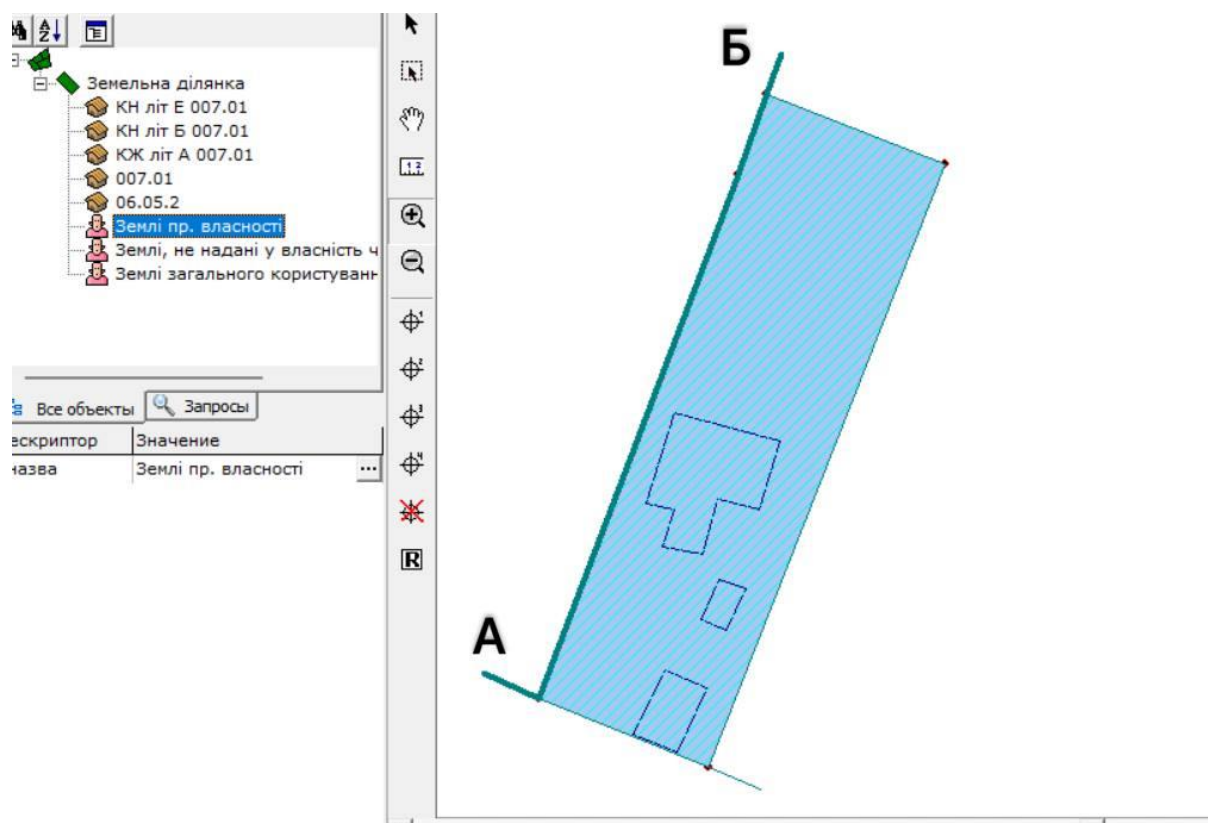 Земельна ділянка
КН літ Е 007.01
КН літ Б 007.01
КЖ літ А 007.01
007.01
06.05.2
Землі пр. власності
Землі, не надані у власність ч
Землі загального користуванн
Все объекты
Запросы
ескриптор Значение
назва Землі пр. власності ...
R
Б
А